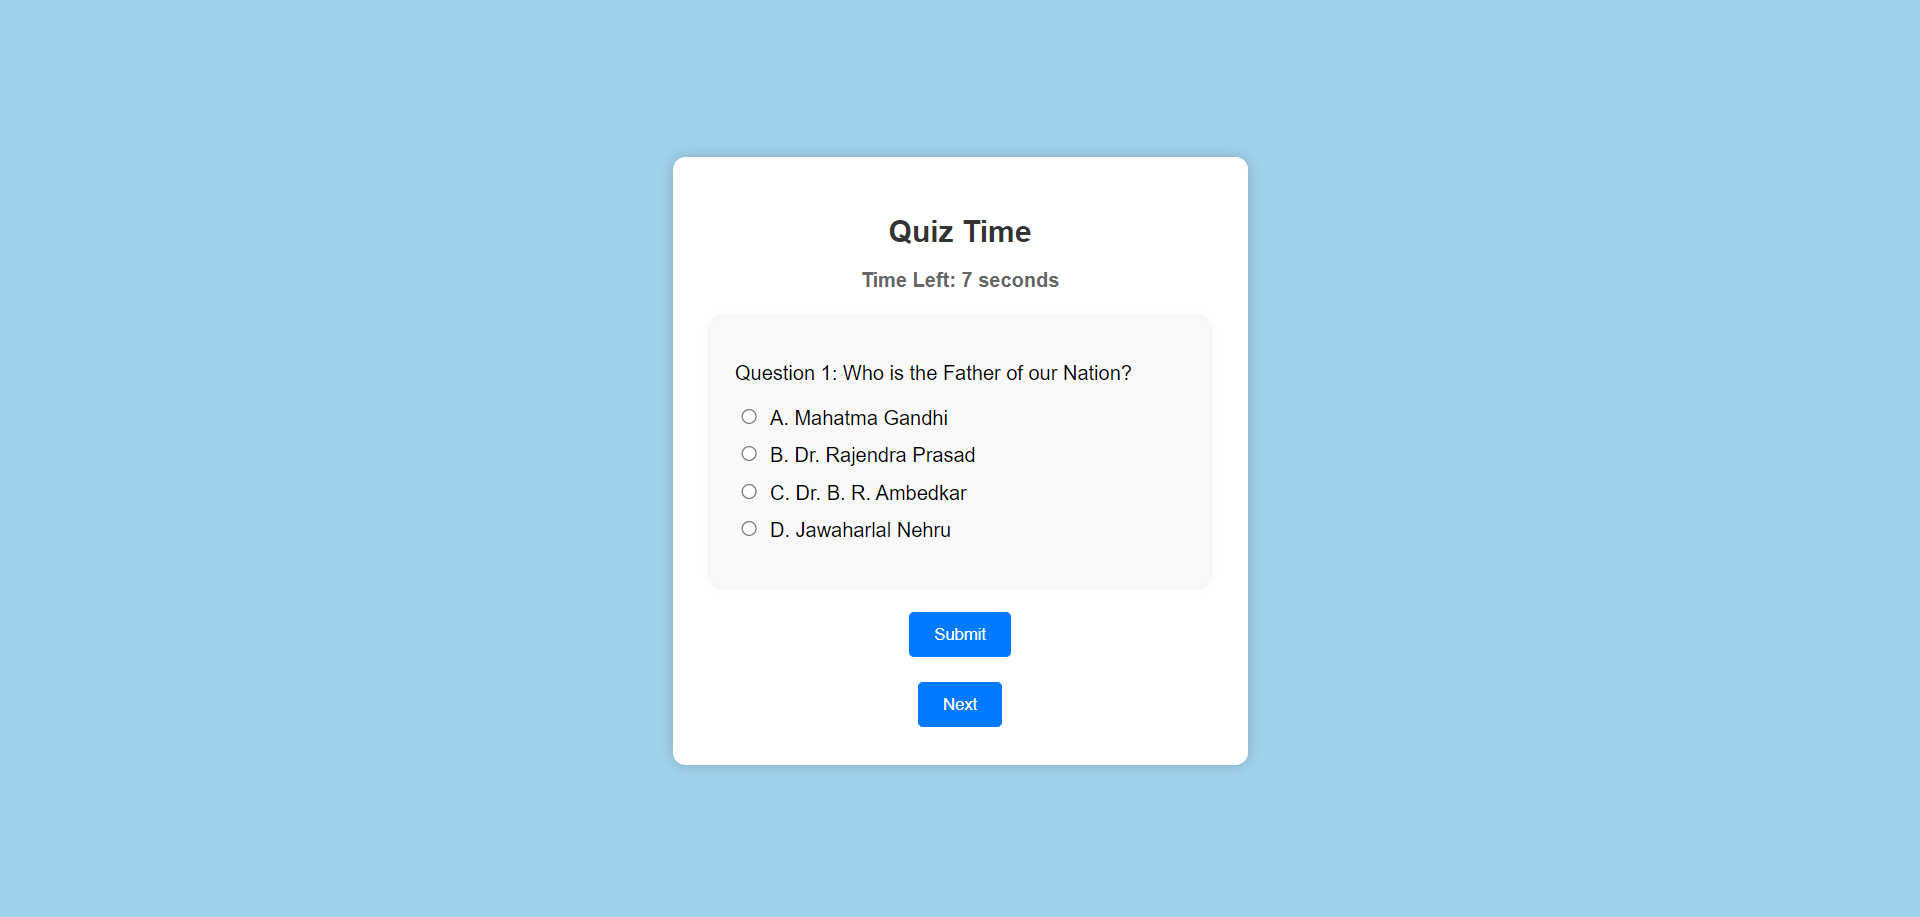 Quiz Time
Time Left: 7 seconds
Question 1: Who is the Father of our Nation?
A. Mahatma Gandhi
B. Dr. Rajendra Prasad
C. Dr. B. R. Ambedkar
D. Jawaharlal Nehru
Submit
Next